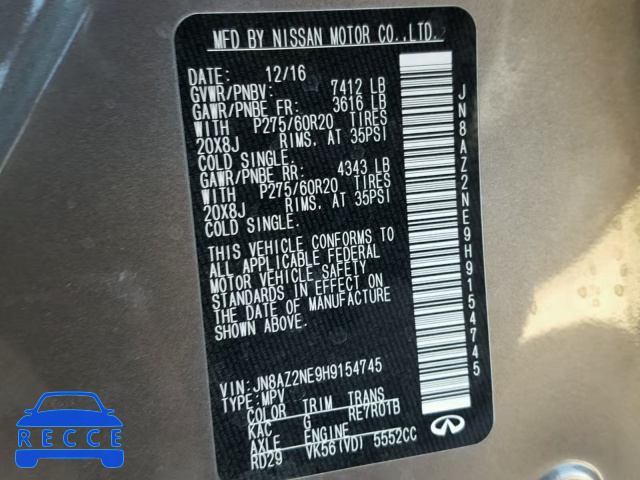 MFD BY NISSAN MOTOR CO.,LTD.
DATE: 12/16
GVWR/PNBV: 7412 LB
GAWR/PNBE FR: 3616 LB
WITH P275/60R20 TIRES
20X8J RIMS, AT 35PSI
COLD SINGLE.
GAWR/PNBE RR: 4343 LB
WITH P275/60R20 TIRES
20X8J RIMS, AT 35PSI
COLD SINGLE.
THIS VEHICLE CONFORMS TO
ALL APPLICABLE FEDERAL
MOTOR VEHICLE SAFETY
STANDARDS IN EFFECT ON
THE DATE OF MANUFACTURE
SHOWN ABOVE.
VIN: JN8AZ2NE9H9154745
TYPE: MPV
COLOR TRIM TRANS
KAC G RE7R01B
AXLE ENGINE
RD29 VK56(VD) 5552CC
JN8AZ2NE9H9154745
INFINITI
RECCE